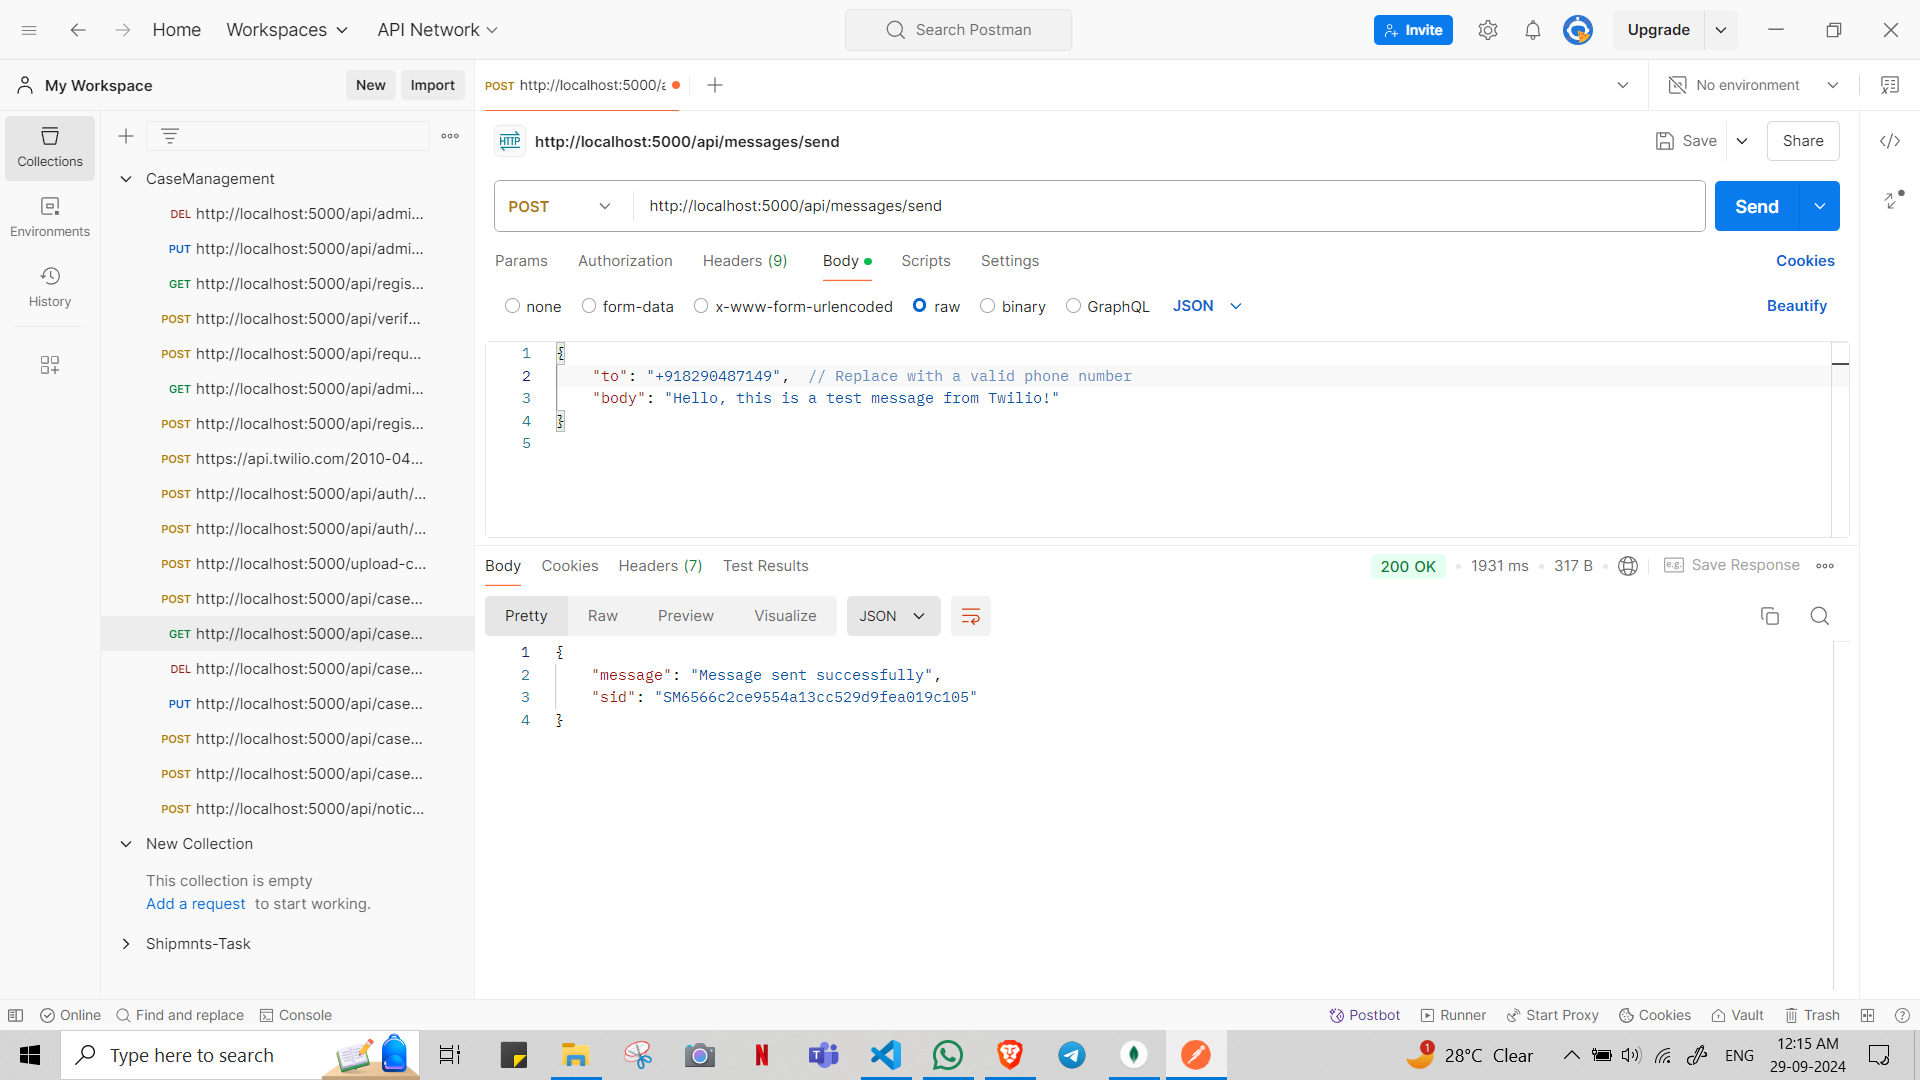 Home Workspaces API Network Search Postman Invite Upgrade
My Workspace New Import POST http://localhost:5000/a No environment
http://localhost:5000/api/messages/send Save Share
Collections
Environments
History
CaseManagement
DEL http://localhost:5000/api/admi...
PUT http://localhost:5000/api/admi...
GET http://localhost:5000/api/regis...
POST http://localhost:5000/api/verif...
POST http://localhost:5000/api/requ...
GET http://localhost:5000/api/admi...
POST http://localhost:5000/api/regis...
POST https://api.twilio.com/2010-04...
POST http://localhost:5000/api/auth/...
POST http://localhost:5000/api/auth/...
POST http://localhost:5000/upload-c...
POST http://localhost:5000/api/case...
GET http://localhost:5000/api/case...
DEL http://localhost:5000/api/case...
PUT http://localhost:5000/api/case...
POST http://localhost:5000/api/case...
POST http://localhost:5000/api/case...
POST http://localhost:5000/api/notic...
New Collection
This collection is empty
Add a request to start working.
Shipmnts-Task
HTTP
POST http://localhost:5000/api/messages/send Send
Params Authorization Headers (9) Body Scripts Settings Cookies
none form-data x-www-form-urlencoded raw binary GraphQL JSON Beautify
1 {
2 "to": "+918290487149", // Replace with a valid phone number
3 "body": "Hello, this is a test message from Twilio!"
4 }
5
Body Cookies Headers (7) Test Results 200 OK 1931 ms 317 B e.g. Save Response
Pretty Raw Preview Visualize JSON
1 {
2 "message": "Message sent successfully",
3 "sid": "SM6566c2ce9554a13cc529d9fea019c105"
4 }
Online Find and replace Console Postbot Runner Start Proxy Cookies Vault Trash
Type here to search 1 28°C Clear ENG 12:15 AM
29-09-2024